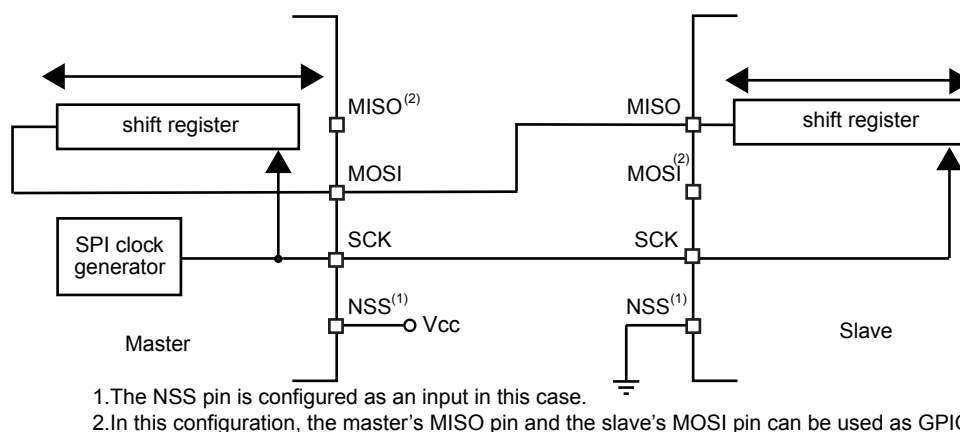 MISO(2)
MISO
shift register
shift register
MOSI
MOSI(2)
SPI clock
generator
SCK
SCK
NSS(1)
Vcc
NSS(1)
Master
Slave
1.The NSS pin is configured as an input in this case.
2.In this configuration, the master's MISO pin and the slave's MOSI pin can be used as